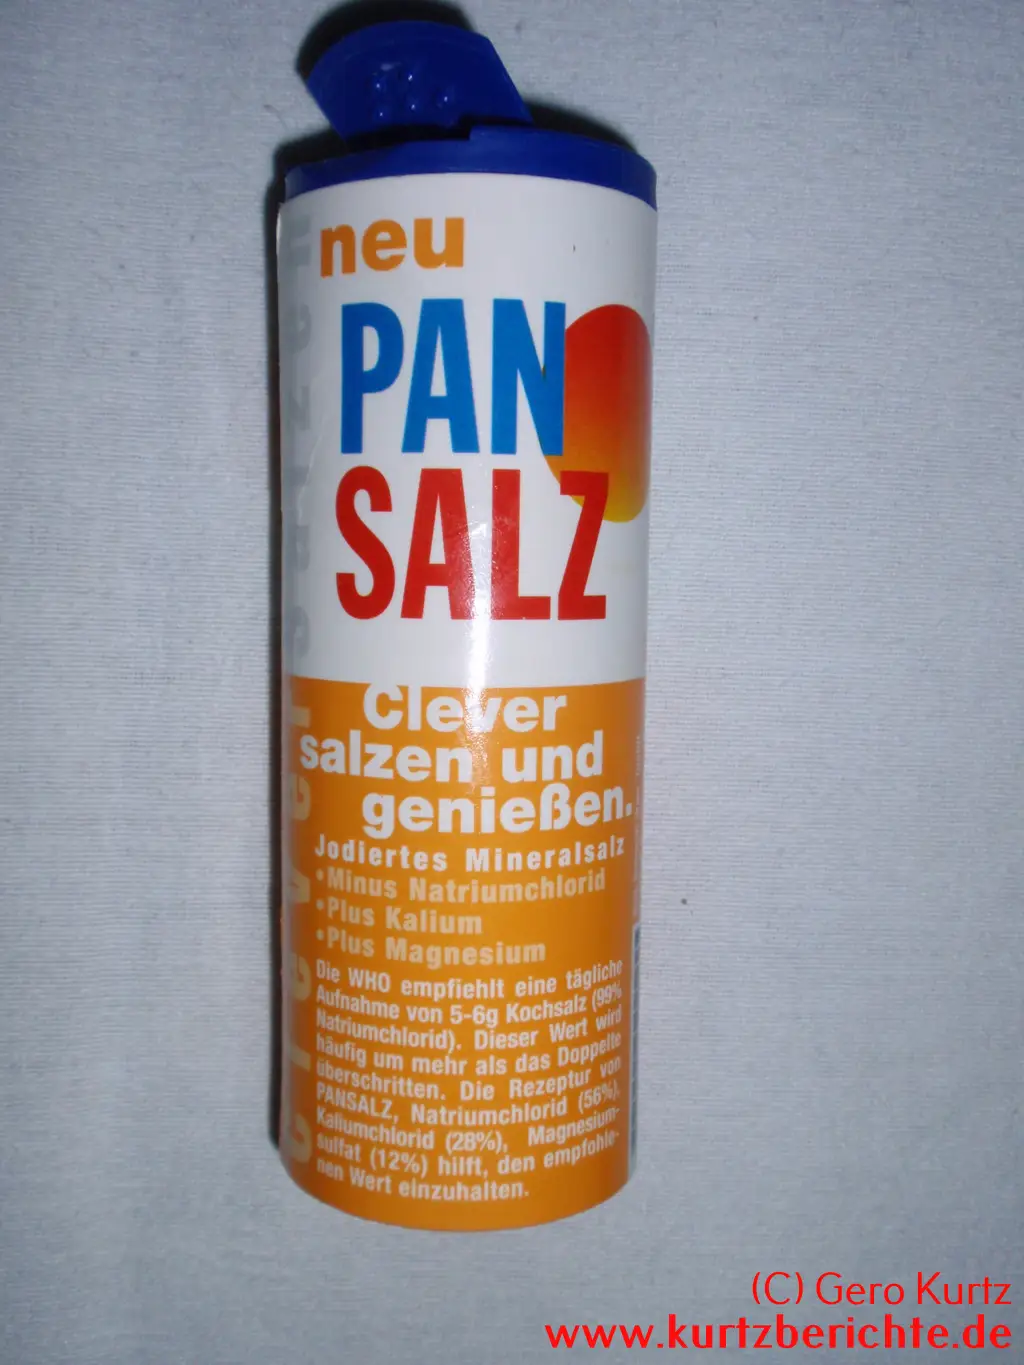 neu
PAN
SALZ
Clever
salzen und
genießen.
Jodiertes Mineralsalz
•Minus Natriumchlorid
•Plus Kalium
•Plus Magnesium
Die WHO empfiehlt eine tägliche
Aufnahme von 5-6g Kochsalz (99%
Natriumchlorid). Dieser Wert wird
häufig um mehr als das Doppelte
überschritten. Die Rezeptur von
PANSALZ, Natriumchlorid (56%),
Kaliumchlorid (28%), Magnesium-
sulfat (12%) hilft, den empfohle-
nen Wert einzuhalten.
Clever salzen
(C) Gero Kurtz
www.kurtzberichte.de